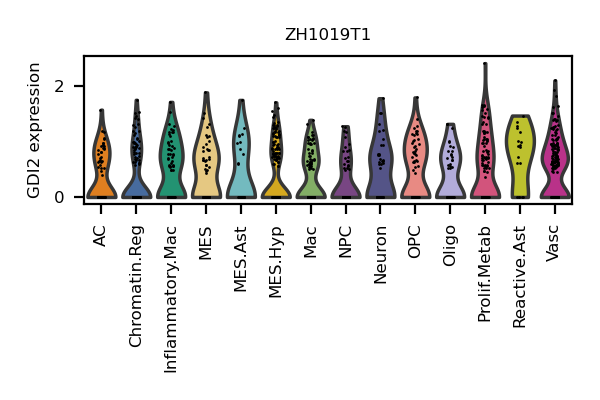 ZH1019T1
GDI2 expression
2
0
AC
Chromatin.Reg
Inflammatory.Mac
MES
MES.Ast
MES.Hyp
Mac
NPC
Neuron
OPC
Oligo
Prolif.Metab
Reactive.Ast
Vasc